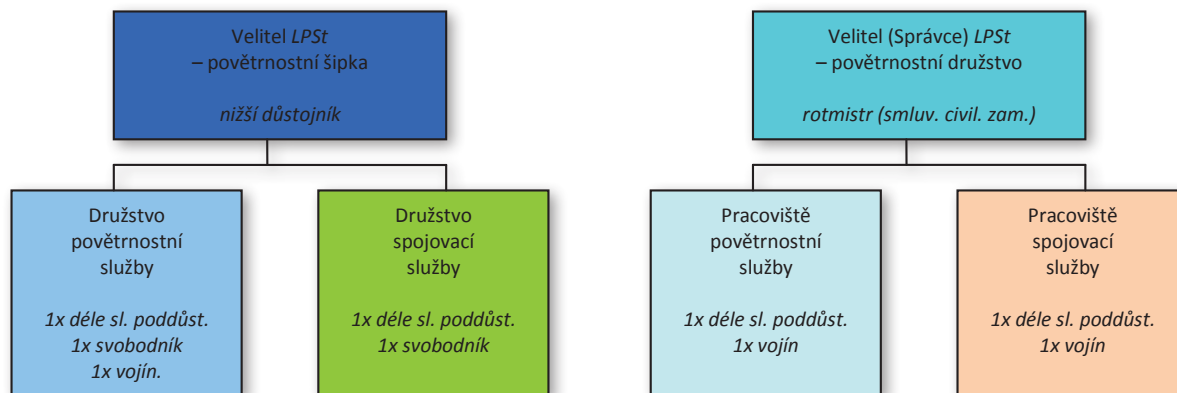 Velitel LPSt
– povětrnostní šipka
nižší důstojník
Velitel (Správce) LPSt
– povětrnostní družstvo
rotmistr (smluv. civil. zam.)
Družstvo
povětrnostní
služby
1x déle sl. poddůst.
1x svobodník
1x vojín.
Družstvo
spojovací
služby
1x déle sl. poddůst.
1x svobodník
Pracoviště
povětrnostní
služby
1x déle sl. poddůst.
1x vojín
Pracoviště
spojovací
služby
1x déle sl. poddůst.
1x vojín